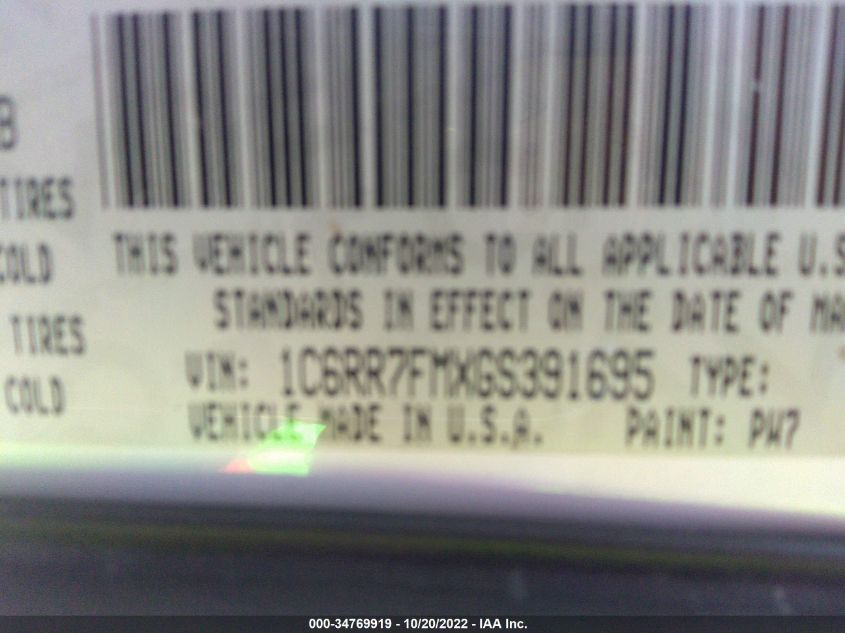 B
TIRES
COLD
TIRES
COLD
THIS VEHICLE CONFORMS TO ALL APPLICABLE U.S
STANDARDS IN EFFECT ON THE DATE OF MA
VIN: 1C6RR7FMXGS391695 TYPE:
VEHICLE MADE IN U.S.A. PAINT: PW7
000-34769919 - 10/20/2022 - IAA Inc.